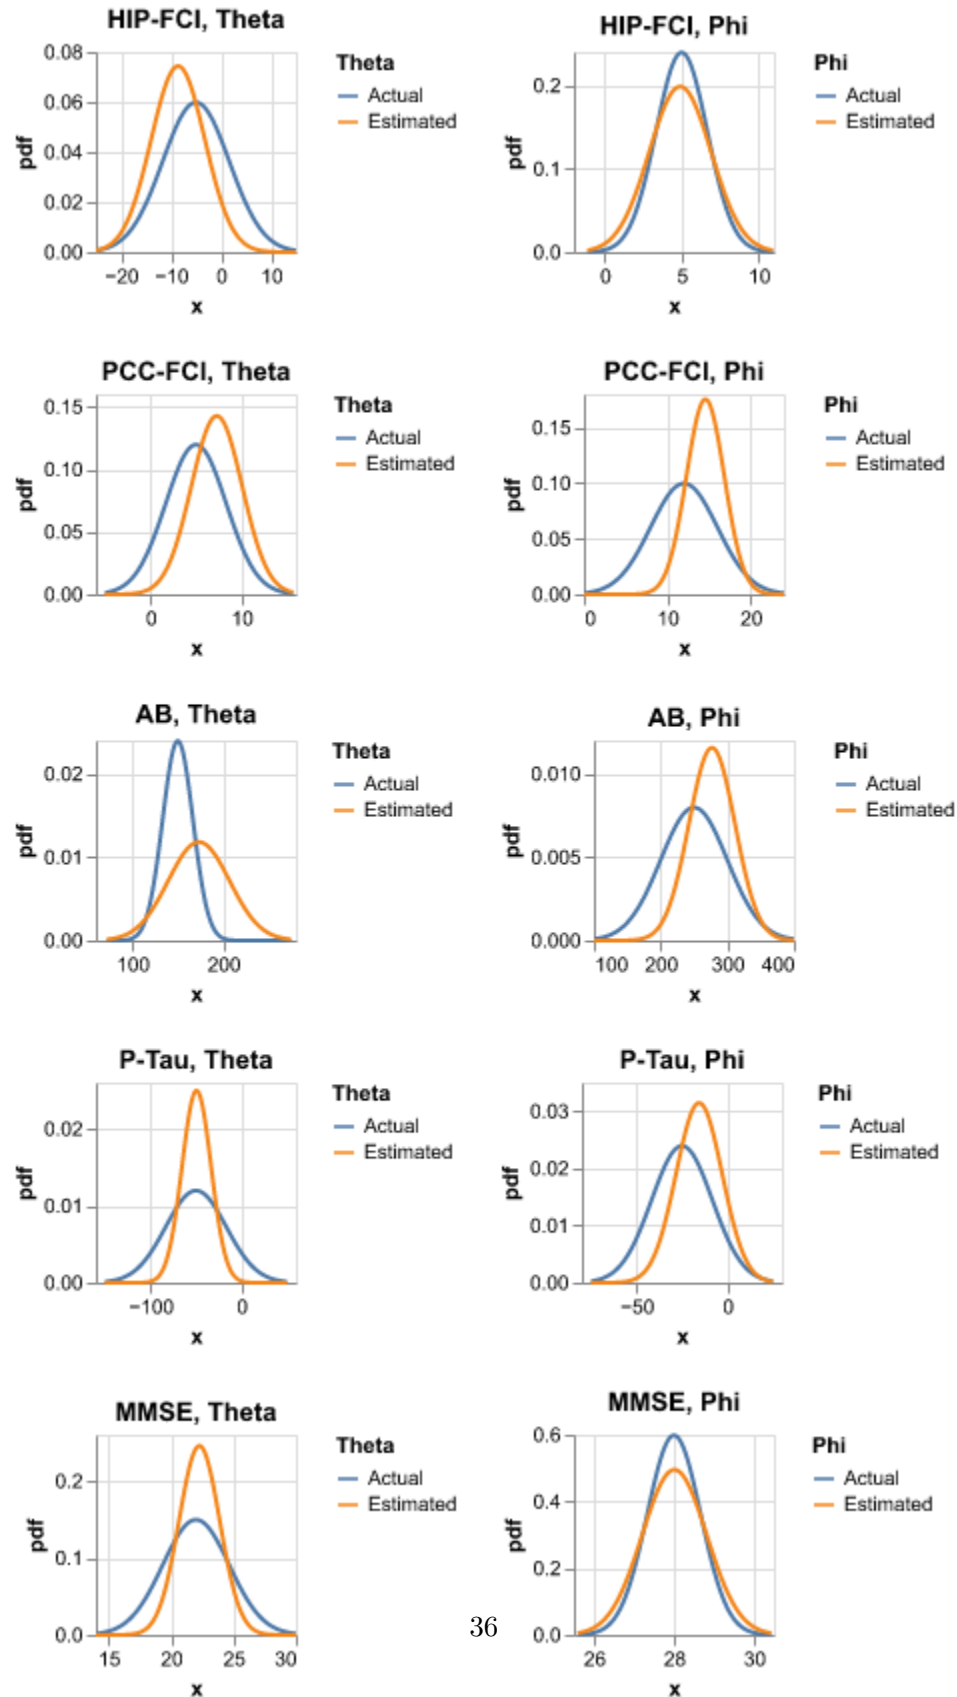 HIP-FCI, Theta
0.08
0.06
0.04
0.02
0.00
pdf
−20 −10 0 10
x
Theta
Actual
Estimated
HIP-FCI, Phi
0.2
0.1
0.0
pdf
0 5 10
x
Phi
Actual
Estimated
PCC-FCI, Theta
0.15
0.10
0.05
0.00
pdf
0 10
x
Theta
Actual
Estimated
PCC-FCI, Phi
0.15
0.10
0.05
0.00
pdf
0 10 20
x
Phi
Actual
Estimated
AB, Theta
0.02
0.01
0.00
pdf
100 200
x
Theta
Actual
Estimated
AB, Phi
0.010
0.005
0.000
pdf
100 200 300 400
x
Phi
Actual
Estimated
P-Tau, Theta
0.02
0.01
0.00
pdf
−100 0
x
Theta
Actual
Estimated
P-Tau, Phi
0.03
0.02
0.01
0.00
pdf
−50 0
x
Phi
Actual
Estimated
MMSE, Theta
0.2
0.1
0.0
pdf
15 20 25 30
x
Theta
Actual
Estimated
MMSE, Phi
0.6
0.4
0.2
0.0
pdf
26 28 30
x
Phi
Actual
Estimated
36